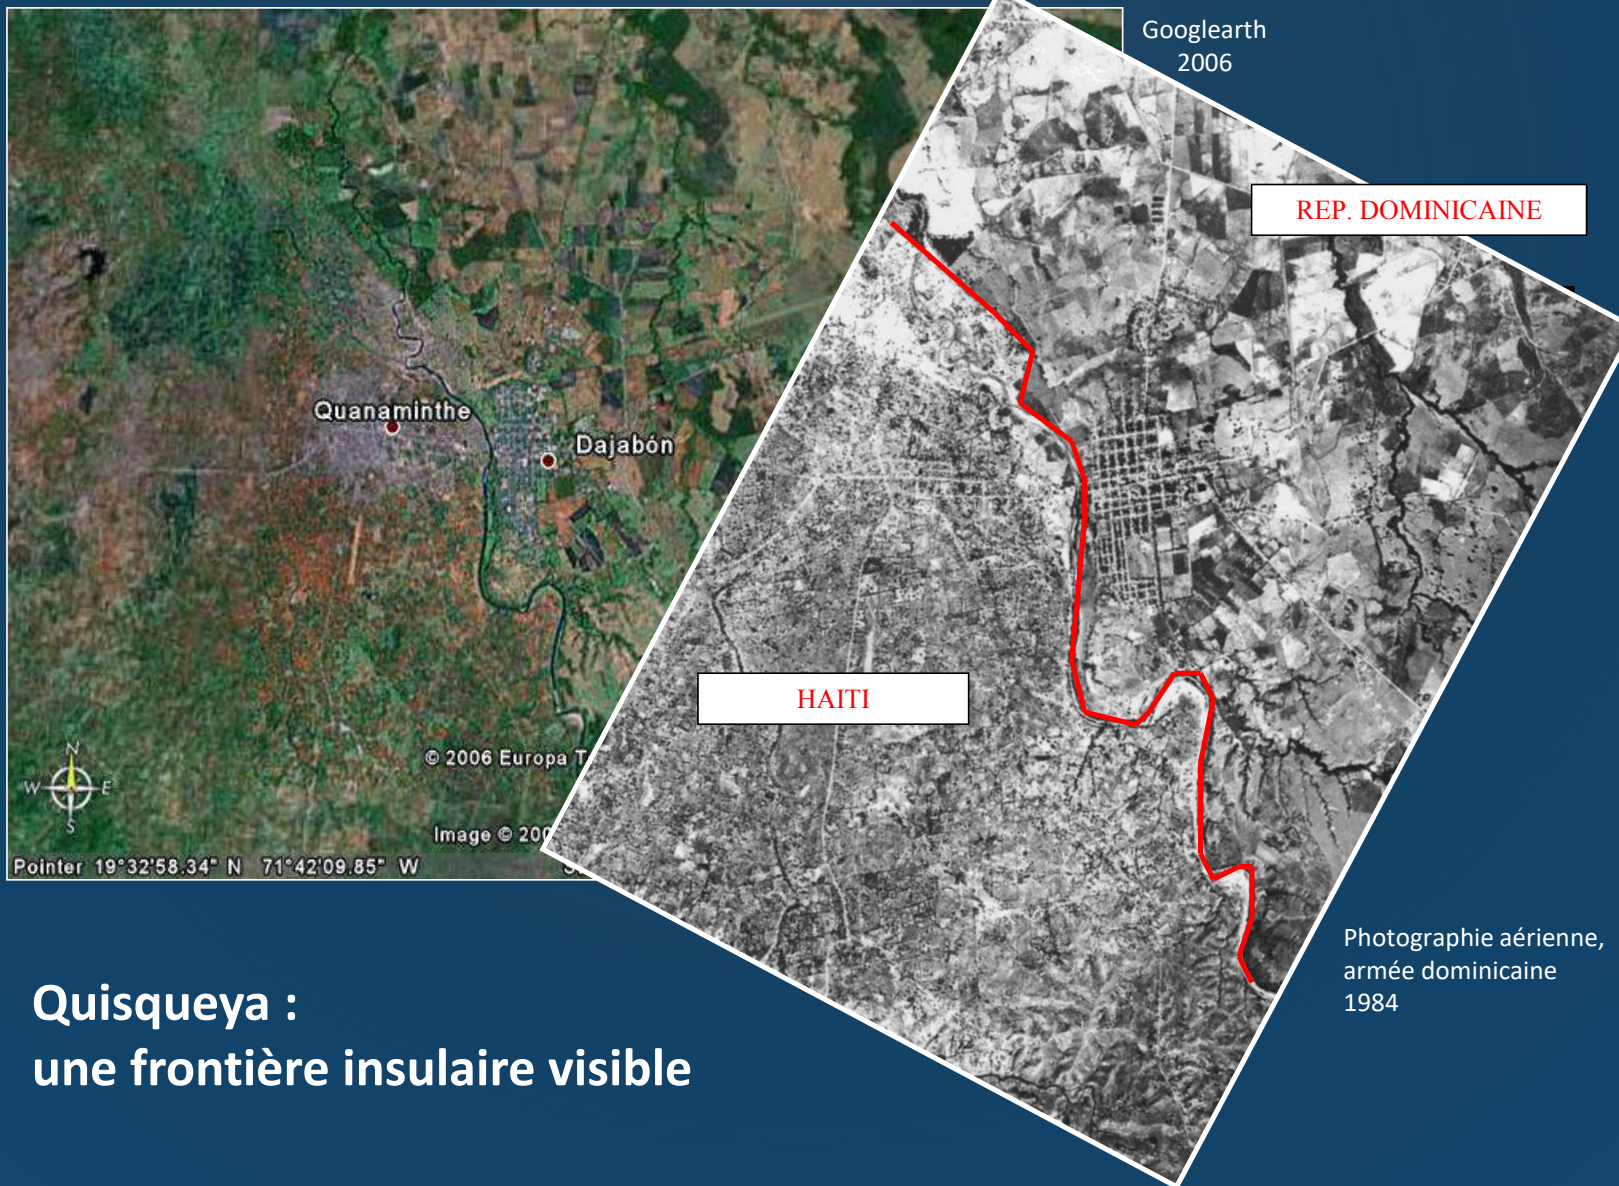 Googlearth
2006
REP. DOMINICAINE
Quanaminthe
Dajabón
HAITI
N
W
E
S
© 2006 Europa T
Image © 200
Pointer 19°32'58.34" N 71°42'09.85" W
Photographie aérienne,
armée dominicaine
1984
Quisqueya :
une frontière insulaire visible